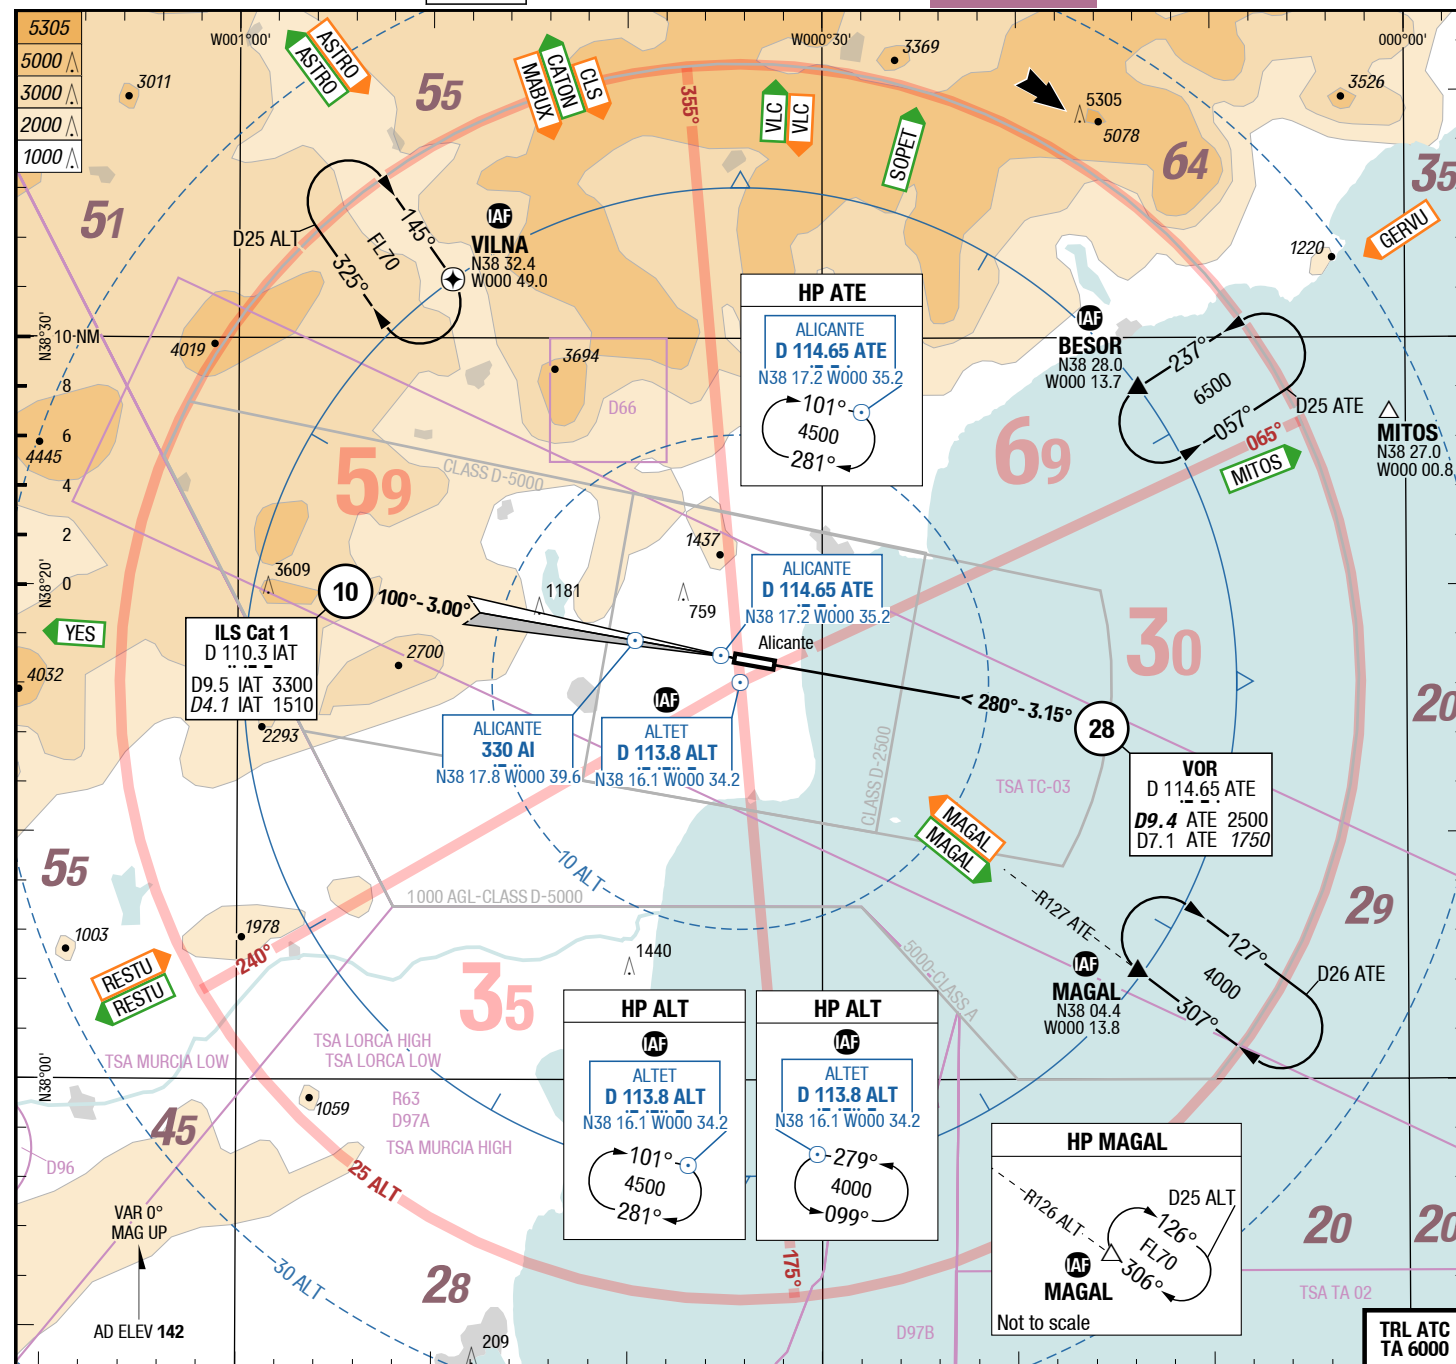 5305
5000
3000
2000
1000
W001°00'
W000°30'
000°00'
ASTRO
ASTRO
MABUX
CATON
CLS
VLC
VLC
SOPET
GERVU
3011
55
355°
3369
5305
5078
3526
64
35
51
1220
D25 ALT
145°
FL70
325°
IAF
VILNA
N38 32.4
W000 49.0
N38°30'
10 NM
8
6
4
2
0
4019
3694
D66
4445
HP ATE
ALICANTE
D 114.65 ATE
N38 17.2 W000 35.2
101°
4500
281°
IAF
BESOR
N38 28.0
W000 13.7
237°
6500
057°
D25 ATE
065°
MITOS
MITOS
N38 27.0
W000 00.8
59
69
CLASS D-5000
N38°20'
3609
1437
1181
759
10
100°- 3.00°
ALICANTE
D 114.65 ATE
N38 17.2 W000 35.2
Alicante
30
YES
4032
ILS Cat 1
D 110.3 IAT
D9.5 IAT 3300
D4.1 IAT 1510
2700
2293
IAF
ALICANTE
330 AI
N38 17.8 W000 39.6
ALTET
D 113.8 ALT
N38 16.1 W000 34.2
< 280°- 3.15°
28
20
CLASS D-2500
TSA TC-03
VOR
D 114.65 ATE
D9.4 ATE 2500
D7.1 ATE 1750
MAGAL
MAGAL
55
10 ALT
1000 AGL-CLASS D-5000
R127 ATE
29
1003
1978
240°
1440
5000-CLASS A
RESTU
RESTU
IAF
MAGAL
N38 04.4
W000 13.8
127°
4000
307°
D26 ATE
35
TSA LORCA HIGH
TSA LORCA LOW
TSA MURCIA LOW
N38°00'
R63
D97A
TSA MURCIA HIGH
1059
45
D96
25 ALT
HP ALT
IAF
ALTET
D 113.8 ALT
N38 16.1 W000 34.2
101°
4500
281°
HP ALT
IAF
ALTET
D 113.8 ALT
N38 16.1 W000 34.2
279°
4000
099°
HP MAGAL
R126 ALT
D25 ALT
126°
FL70
306°
IAF
MAGAL
Not to scale
VAR 0°
MAG UP
AD ELEV 142
30 ALT
28
209
175°
D97B
20
20
TSA TA 02
TRL ATC
TA 6000